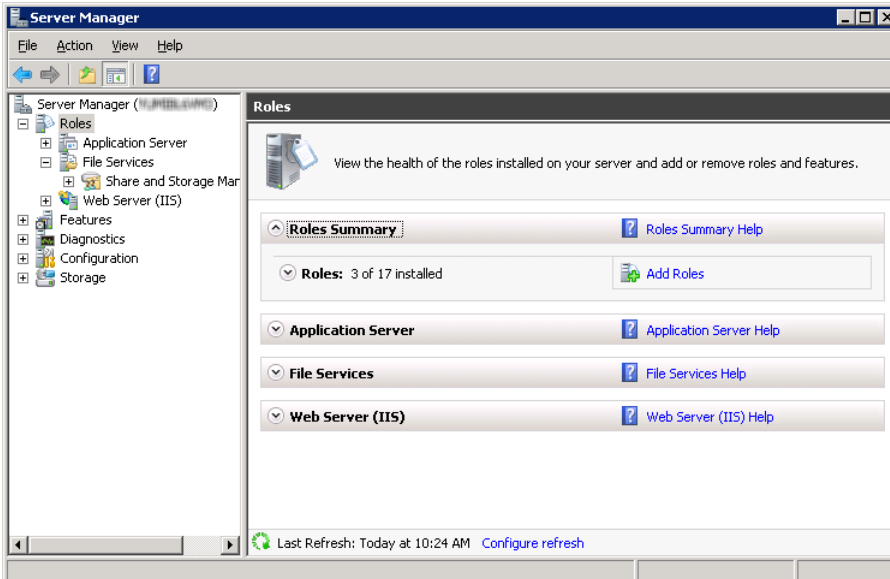 Server Manager
File Action View Help
Server Manager ( )
Roles
Application Server
File Services
Share and Storage Mar
Web Server (IIS)
Features
Diagnostics
Configuration
Storage
Roles
View the health of the roles installed on your server and add or remove roles and features.
Roles Summary
Roles Summary Help
Roles: 3 of 17 installed
Add Roles
Application Server
Application Server Help
File Services
File Services Help
Web Server (IIS)
Web Server (IIS) Help
Last Refresh: Today at 10:24 AM Configure refresh